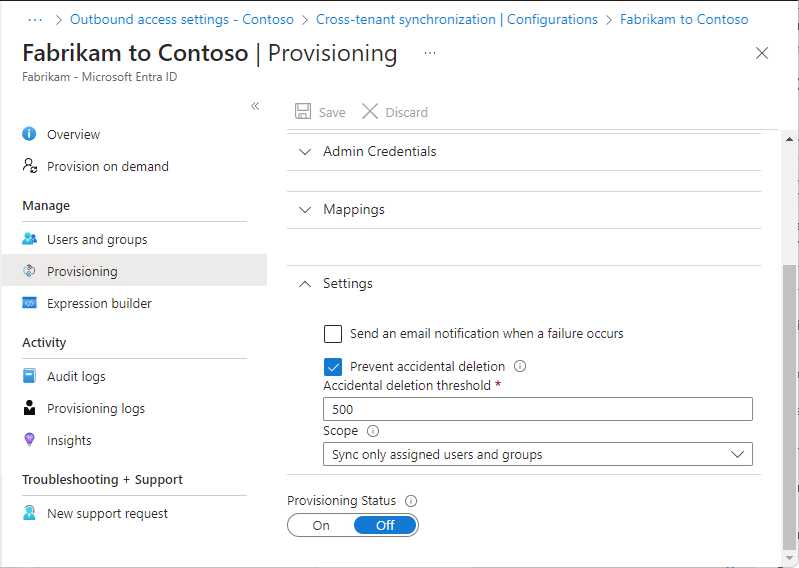 ··· > Outbound access settings - Contoso > Cross-tenant synchronization | Configurations > Fabrikam to Contoso
Fabrikam to Contoso | Provisioning ···
Fabrikam - Microsoft Entra ID
Save Discard
Overview
Provision on demand
Manage
Users and groups
Provisioning
Expression builder
Activity
Audit logs
Provisioning logs
Insights
Troubleshooting + Support
New support request
Admin Credentials
Mappings
Settings
Send an email notification when a failure occurs
Prevent accidental deletion
Accidental deletion threshold *
500
Scope
Sync only assigned users and groups
Provisioning Status
On Off